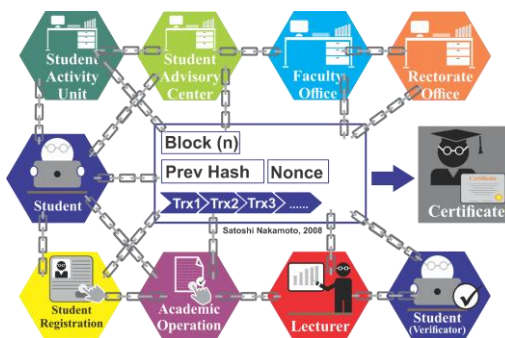 Student
Activity
Unit
Student
Advisory
Center
Faculty
Office
Rectorate
Office
Block (n)
Prev Hash
Nonce
Trx1
Trx2
Trx3
......
Satoshi Nakamoto, 2008
Student
Certificate
Certificate
Student
Registration
Academic
Operation
Lecturer
Student
(Verificator)